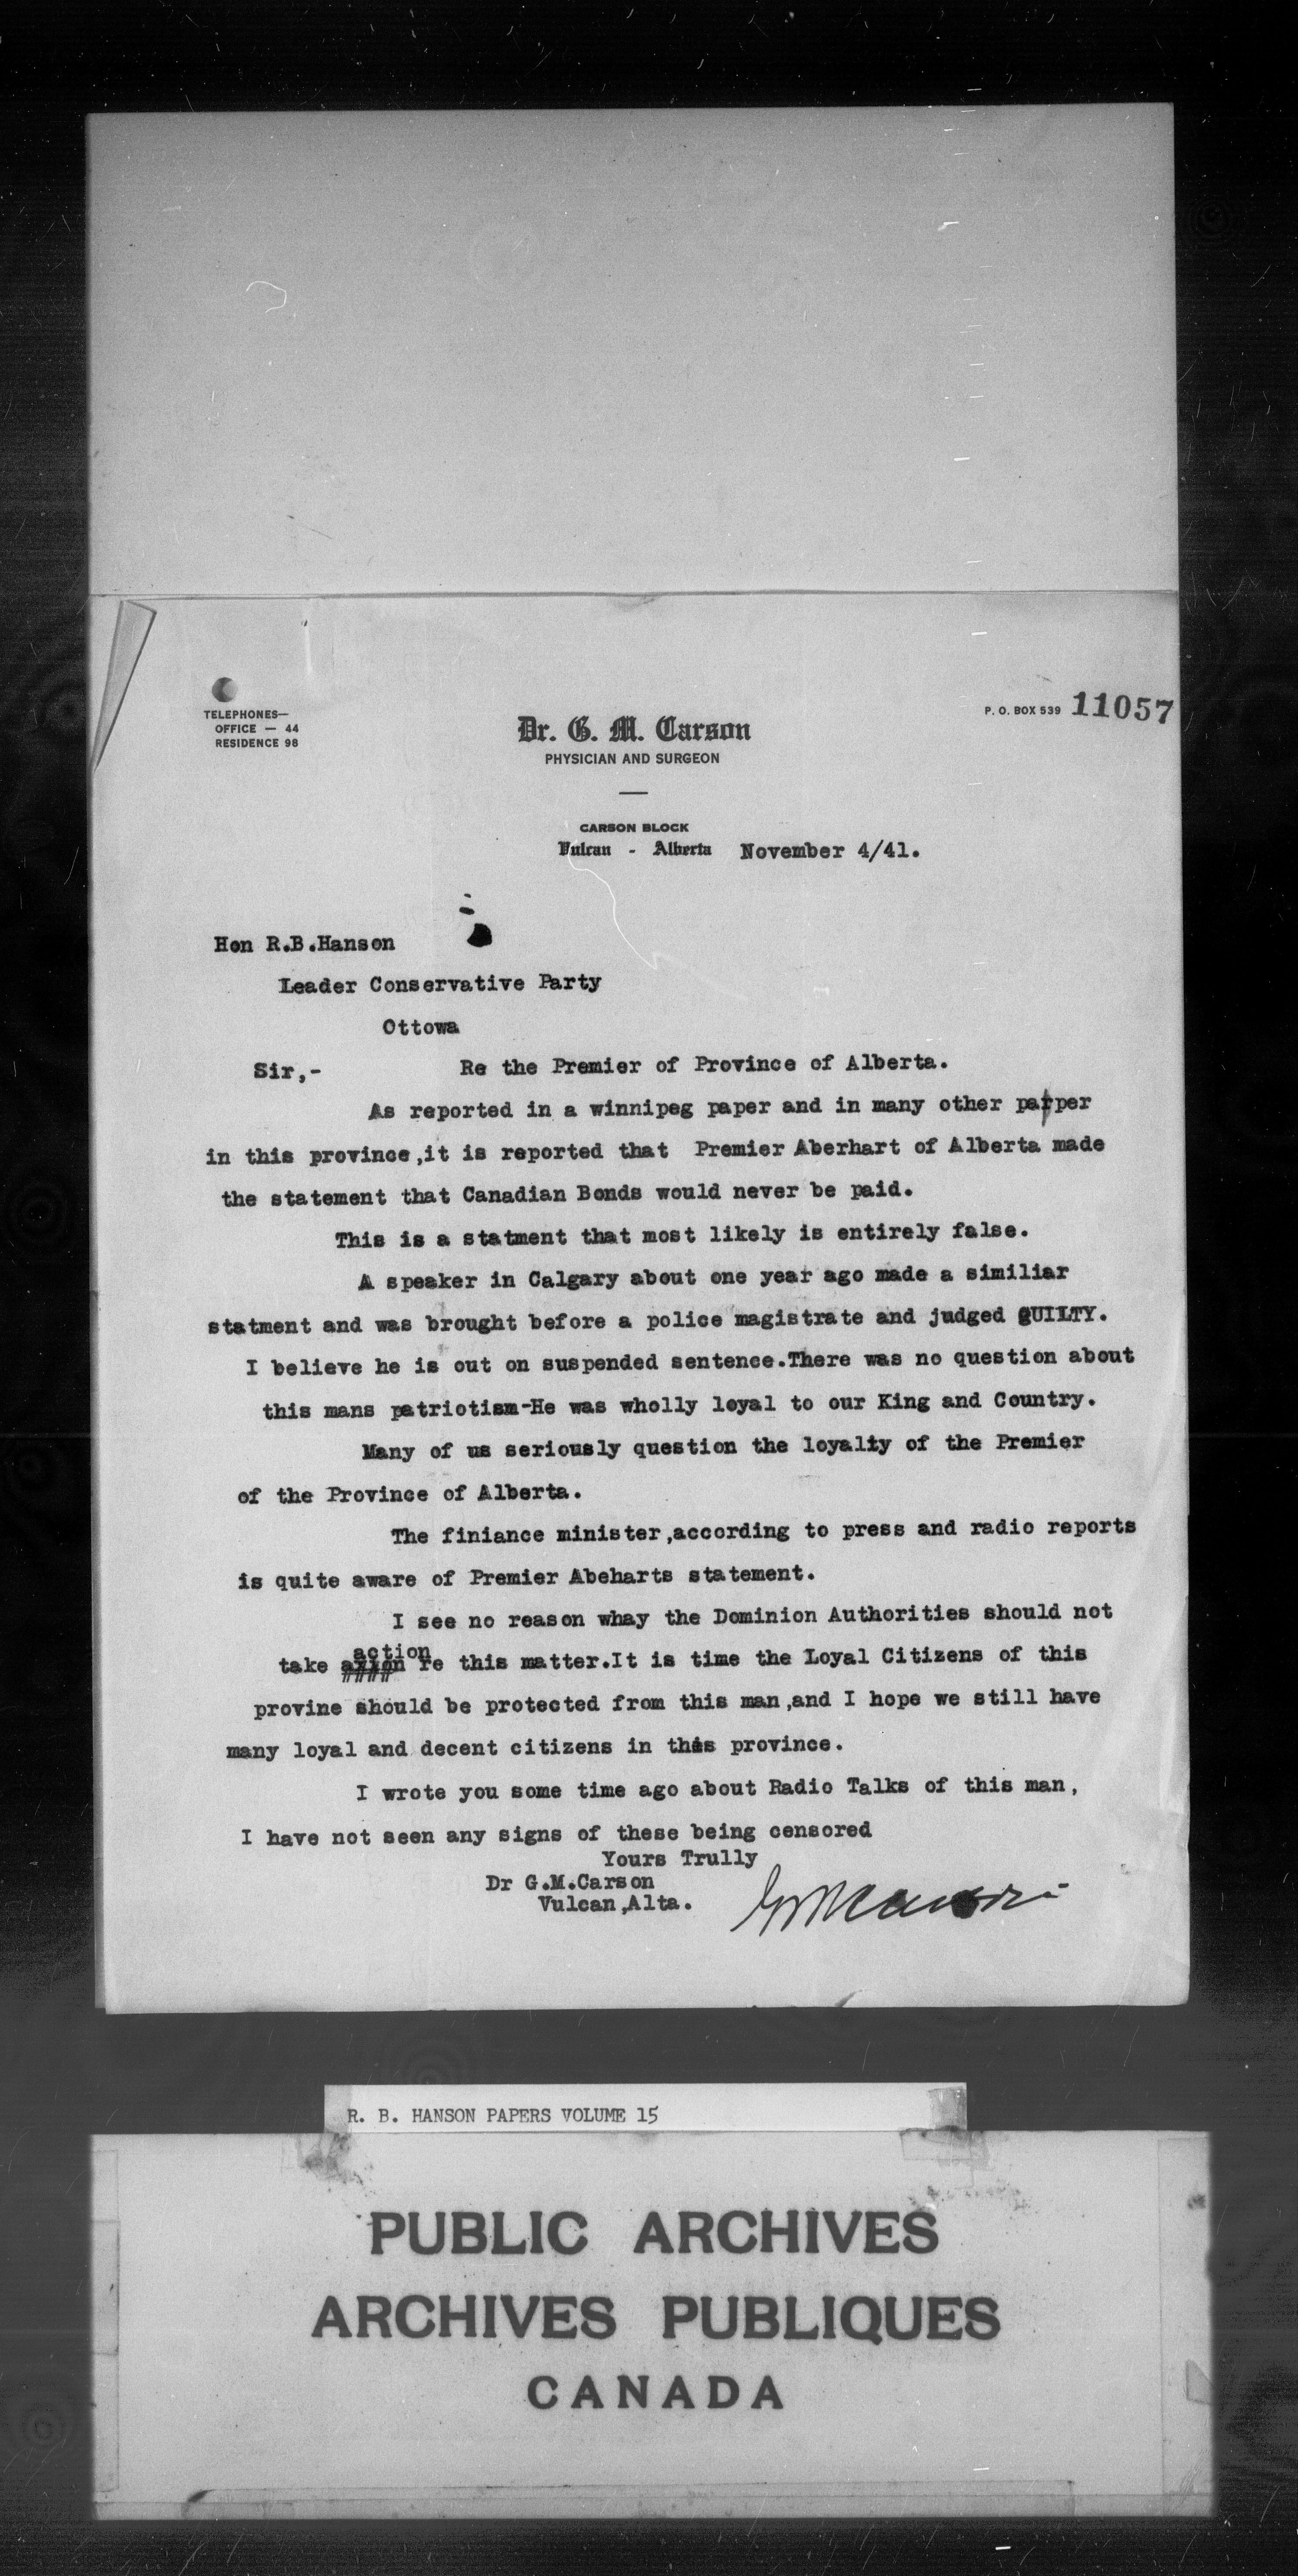 TELEPHONES—
OFFICE — 44
RESIDENCE 98
P. O. BOX 539 11057
Dr. G. M. Carson
PHYSICIAN AND SURGEON
CARSON BLOCK
Vulcan - Alberta November 4/41.
Hon R.B.Hanson
Leader Conservative Party
Ottowa
Sir,- Re the Premier of Province of Alberta.
As reported in a winnipeg paper and in many other parper
in this province,it is reported that Premier Aberhart of Alberta made
the statement that Canadian Bonds would never be paid.
This is a statment that most likely is entirely false.
A speaker in Calgary about one year ago made a similiar
statment and was brought before a police magistrate and judged GUILTY.
I believe he is out on suspended sentence.There was no question about
this mans patriotism-He was wholly loyal to our King and Country.
Many of us seriously question the loyalty of the Premier
of the Province of Alberta.
The finiance minister,according to press and radio reports
is quite aware of Premier Abeharts statement.
I see no reason whay the Dominion Authorities should not
take action re this matter.It is time the Loyal Citizens of this
provine should be protected from this man,and I hope we still have
many loyal and decent citizens in this province.
I wrote you some time ago about Radio Talks of this man,
I have not seen any signs of these being censored
Yours Trully
Dr G.M.Carson
Vulcan,Alta.
GMCarson
R. B. HANSON PAPERS VOLUME 15
PUBLIC ARCHIVES
ARCHIVES PUBLIQUES
CANADA